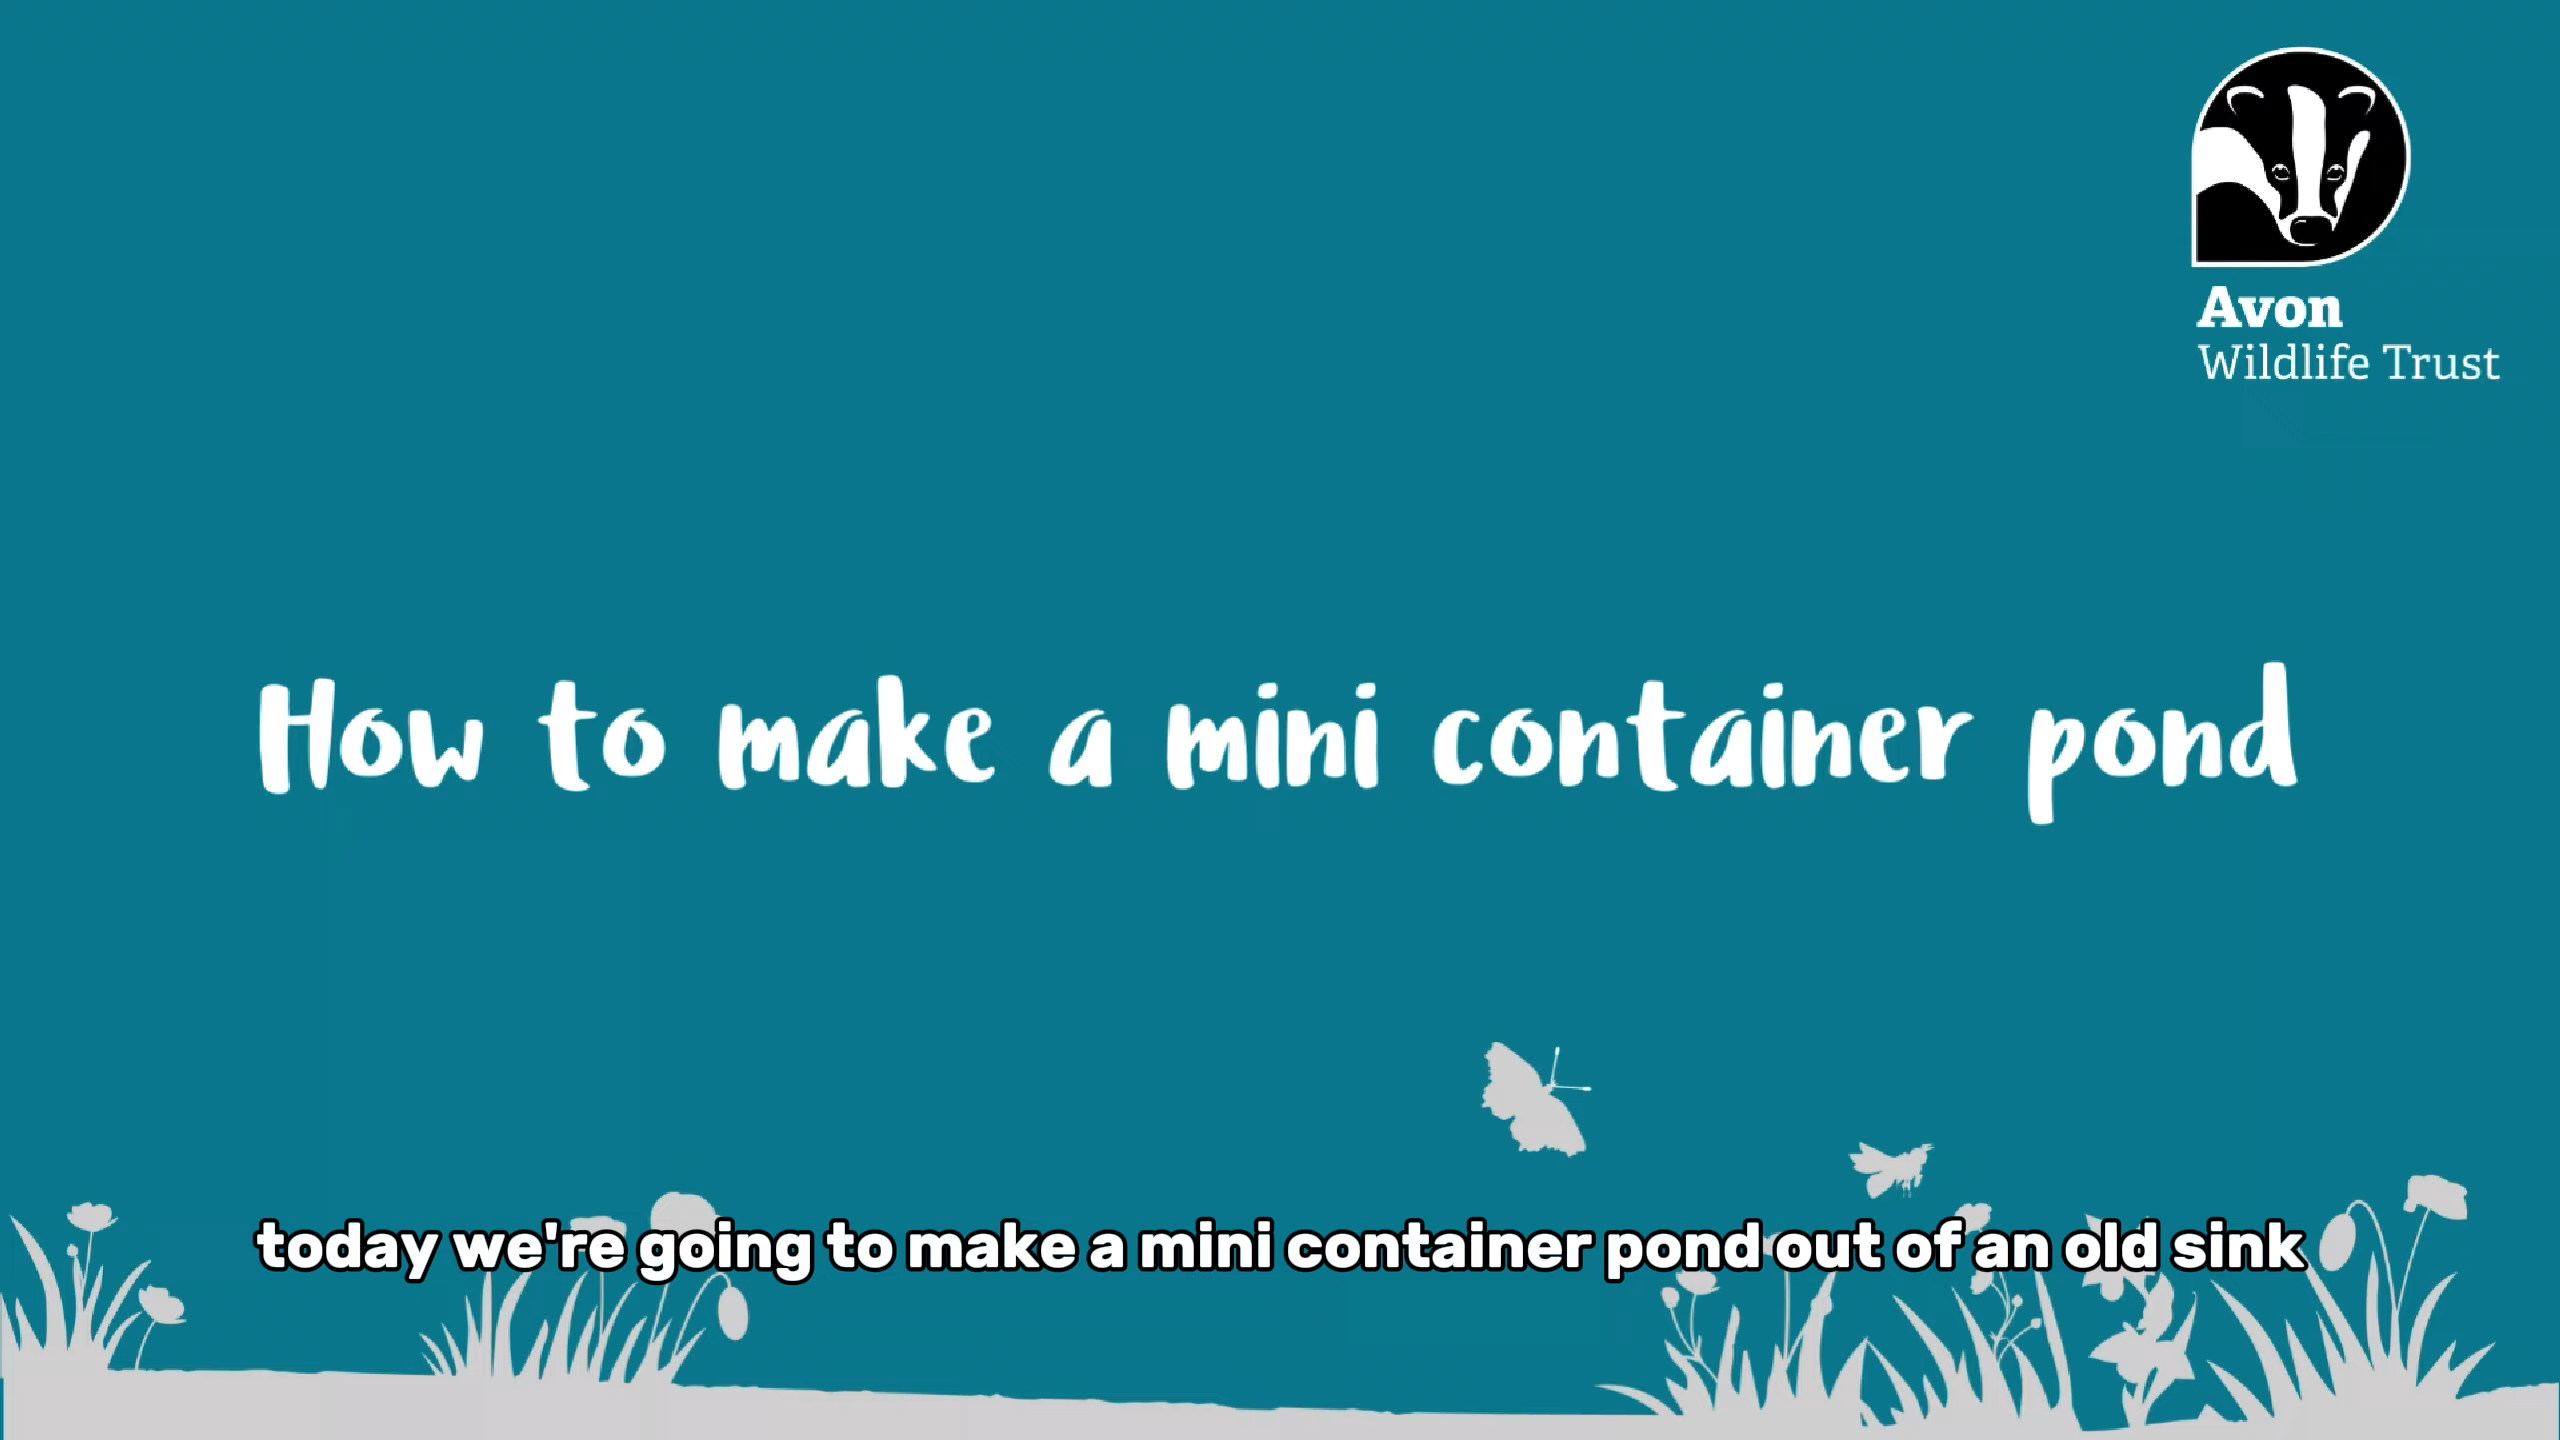 Avon
Wildlife Trust
How to make a mini container pond
today we're going to make a mini container pond out of an old sink